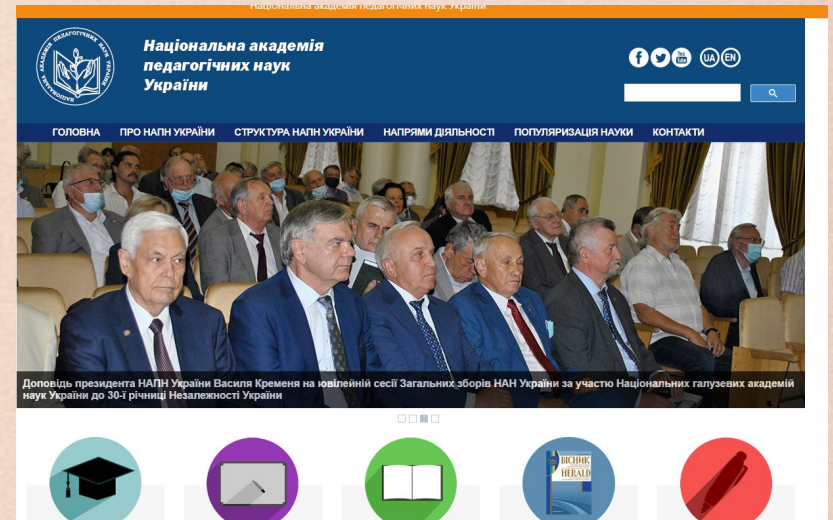 Національна академія педагогічних наук України
Національна академія
педагогічних наук
України
UA EN
ГОЛОВНА ПРО НАПН УКРАЇНИ СТРУКТУРА НАПН УКРАЇНИ НАПРЯМИ ДІЯЛЬНОСТІ ПОПУЛЯРИЗАЦІЯ НАУКИ КОНТАКТИ
Доповідь президента НАПН України Василя Кременя на ювілейній сесії Загальних зборів НАН України за участю Національних галузевих академій
наук України до 30-ї річниці Незалежності України
ВІСНИК
HERALD